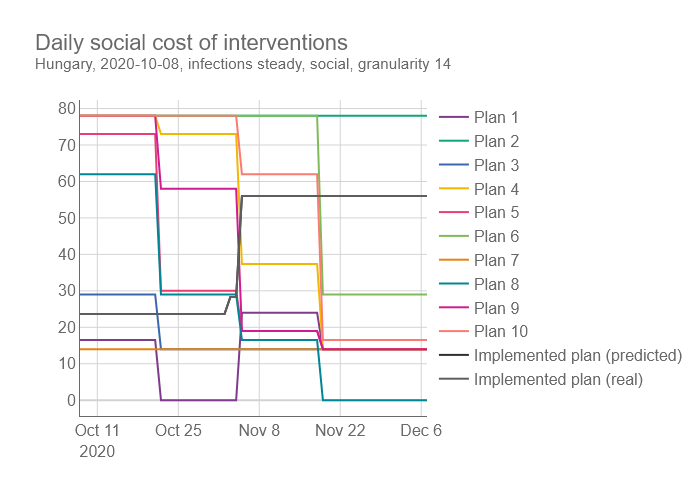 Daily social cost of interventions
Hungary, 2020-10-08, infections steady, social, granularity 14
80
70
60
50
40
30
20
10
0
Oct 11
2020
Oct 25
Nov 8
Nov 22
Dec 6
Plan 1
Plan 2
Plan 3
Plan 4
Plan 5
Plan 6
Plan 7
Plan 8
Plan 9
Plan 10
Implemented plan (predicted)
Implemented plan (real)